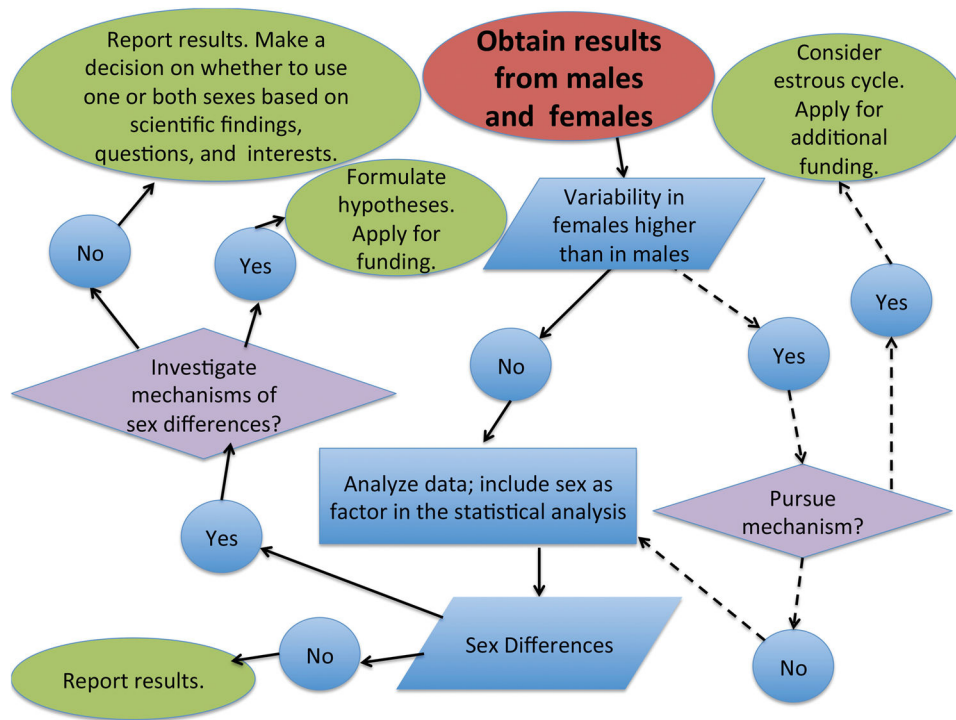 Report results. Make a
decision on whether to use
one or both sexes based on
scientific findings,
questions, and interests.
Obtain results
from males
and females
Consider
estrous cycle.
Apply for
additional
funding.
Formulate
hypotheses.
Apply for
funding.
Variability in
females higher
than in males
No
Yes
Yes
No
Yes
Investigate
mechanisms of
sex differences?
Analyze data; include sex as
factor in the statistical analysis
Pursue
mechanism?
Yes
Sex Differences
No
No
Report results.